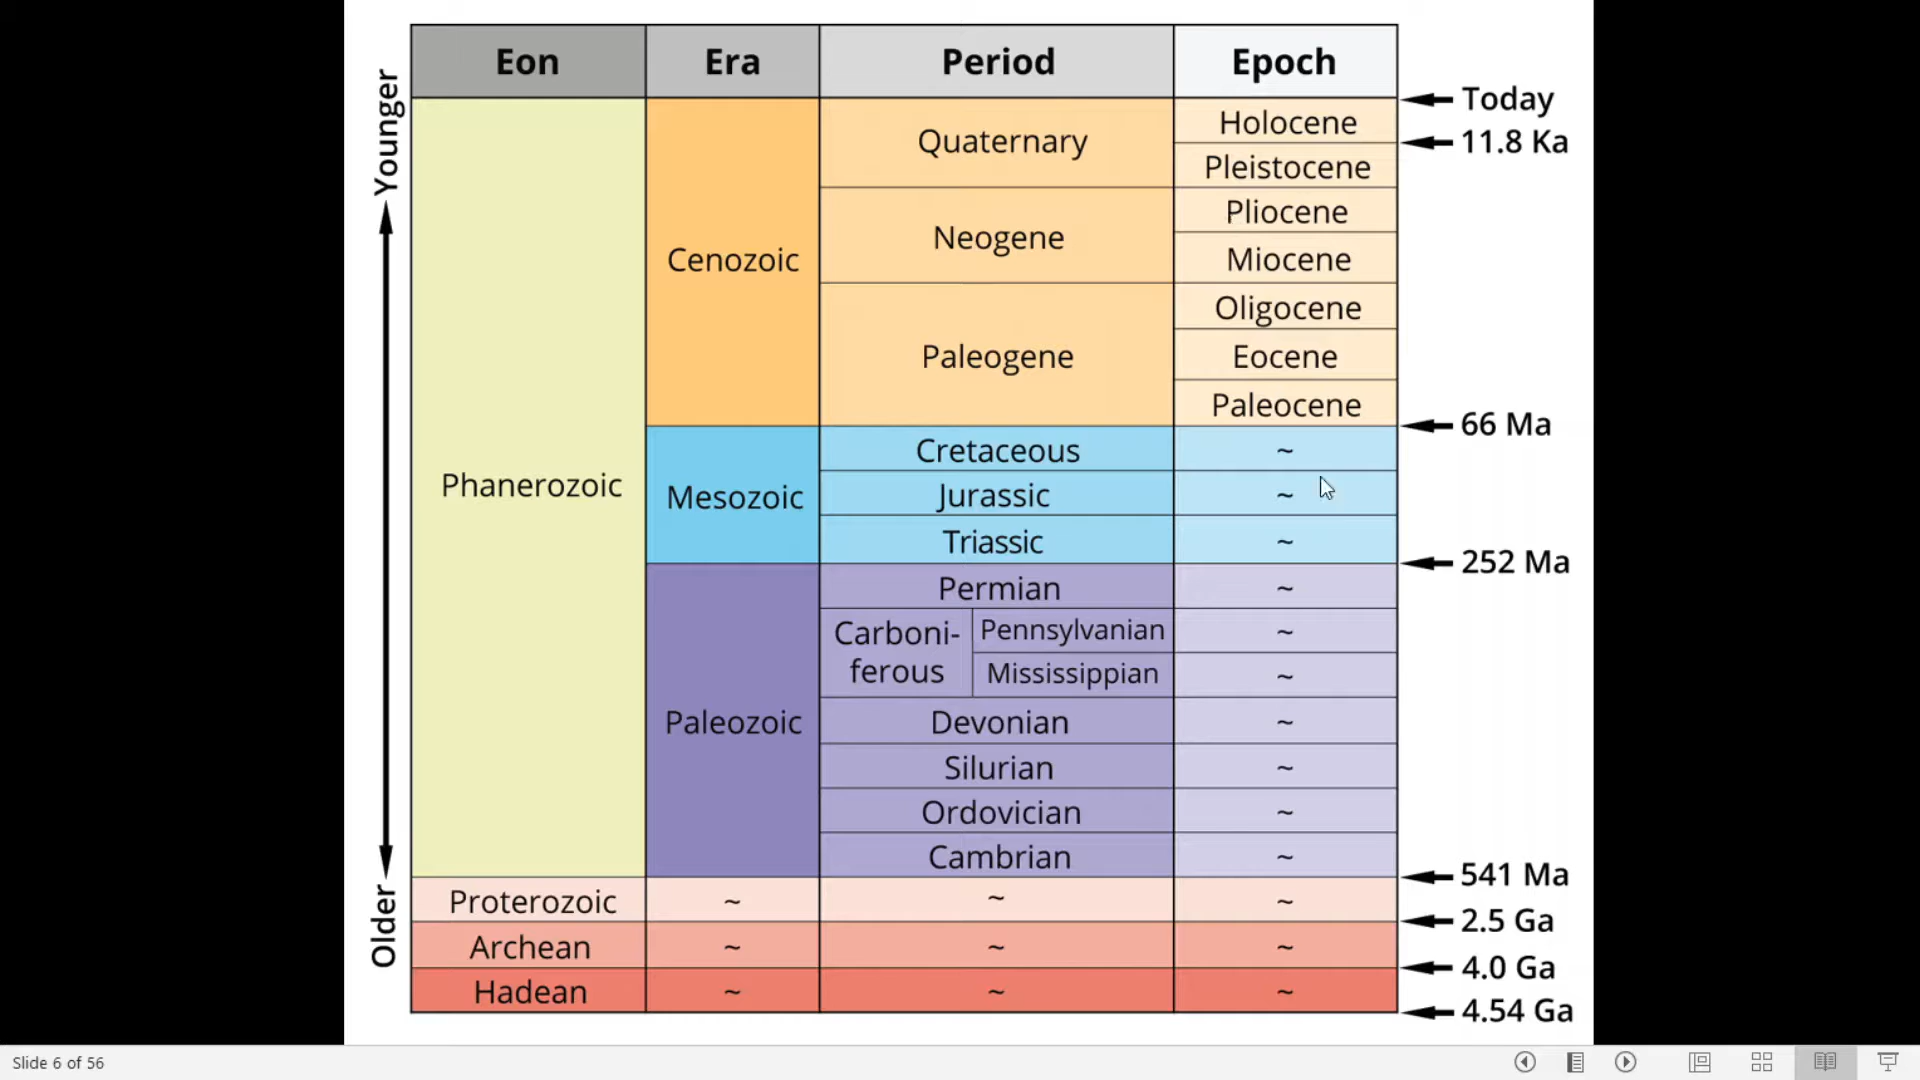 Eon Era Period Epoch
Younger
Today
Holocene
11.8 Ka
Quaternary
Pleistocene
Pliocene
Neogene
Cenozoic
Miocene
Oligocene
Paleogene
Eocene
Paleocene
66 Ma
Phanerozoic
Cretaceous ~
Mesozoic
Jurassic ~
Triassic ~
252 Ma
Permian ~
Carboni-
ferous
Pennsylvanian ~
Mississippian ~
Paleozoic
Devonian ~
Silurian ~
Ordovician ~
Cambrian ~
541 Ma
Older
Proterozoic ~ ~ ~
2.5 Ga
Archean ~ ~ ~
4.0 Ga
Hadean ~ ~ ~
4.54 Ga
Slide 6 of 56